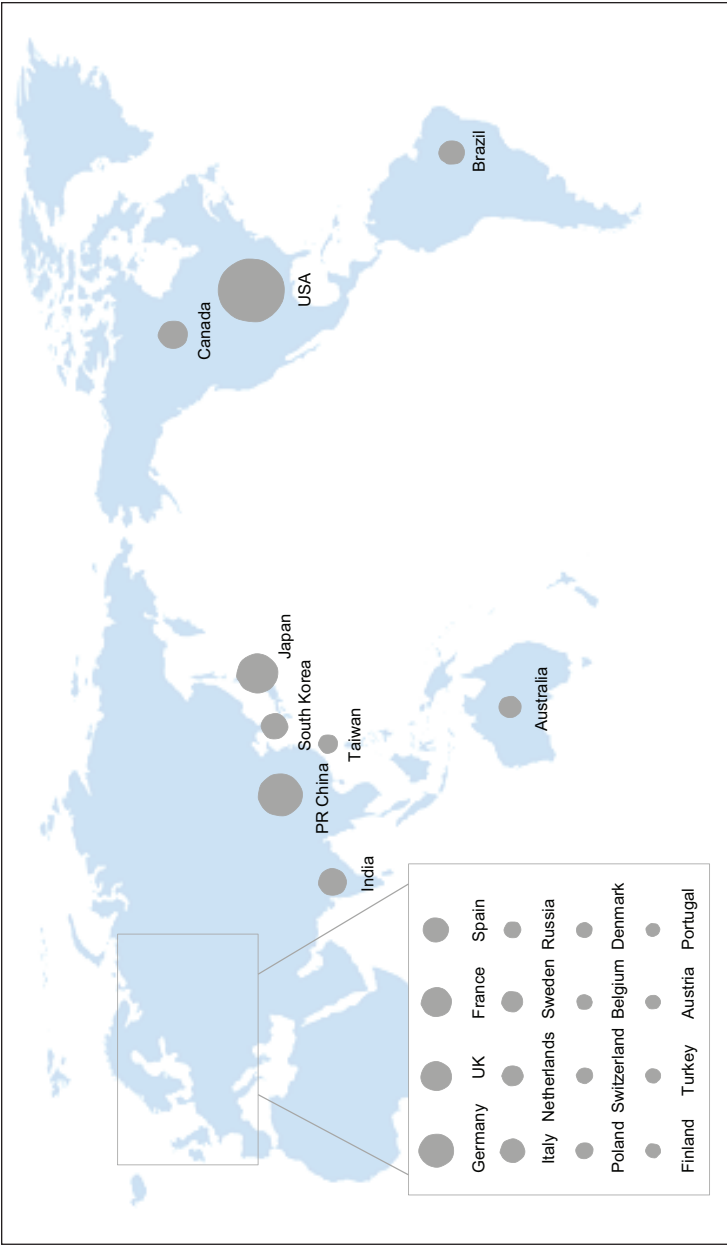 Canada
USA
Japan
South Korea
PR China
Taiwan
India
Brazil
Australia
Germany UK France Spain
Italy Netherlands Sweden Russia
Poland Switzerland Belgium Denmark
Finland Turkey Austria Portugal